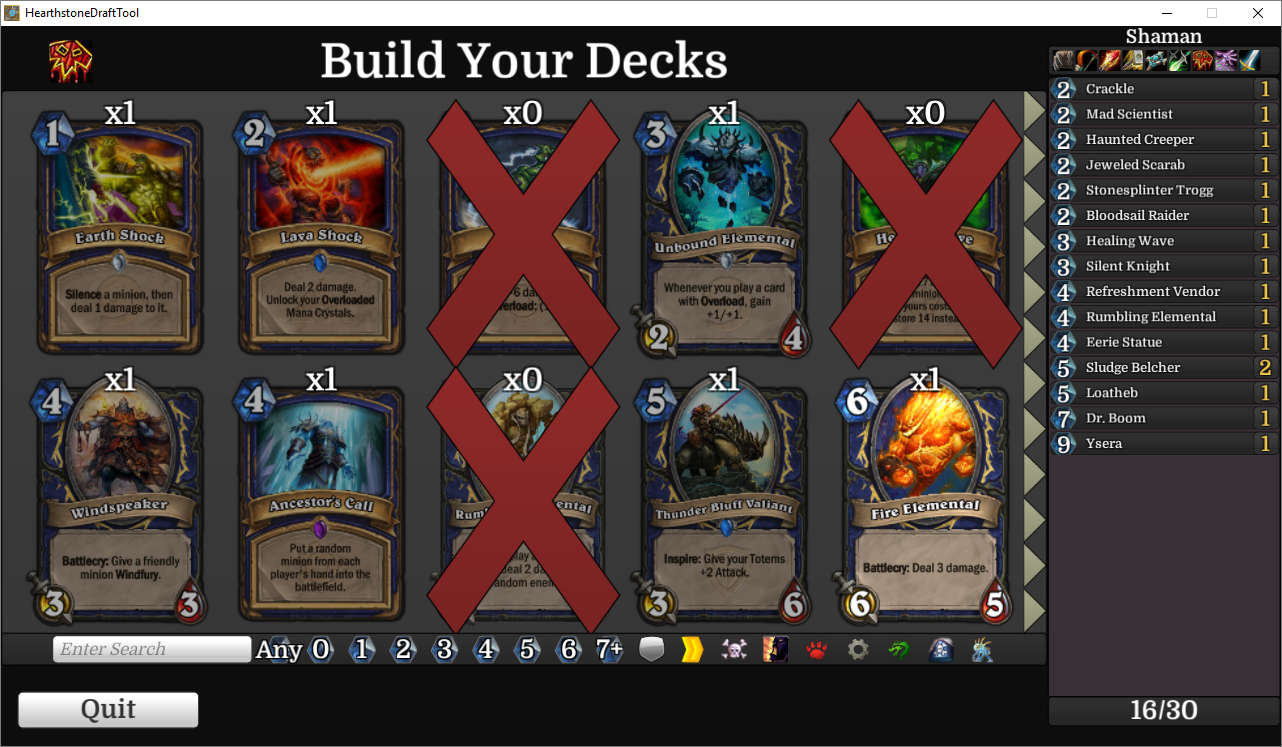 HearthstoneDraftTool
Build Your Decks
x1
x1
x0
x1
x0
1
2
3
Earth Shock
Lava Shock
Unbound Elemental
Silence a minion, then
deal 1 damage to it.
Deal 2 damage.
Unlock your Overloaded
Mana Crystals.
6
Whenever you play a card
with Overload, gain
+1/+1.
2
4
14 instead
x1
x1
x0
x1
x1
4
4
5
6
Windspeaker
Ancestor's Call
Thunder Bluff Valiant
Fire Elemental
Battlecry: Give a friendly
minion Windfury.
Put a random
minion from each
player's hand into the
battlefield.
Inspire: Give your Totems
+2 Attack.
Battlecry: Deal 3 damage.
3
3
3
6
6
5
Enter Search
Any 0 1 2 3 4 5 6 7+
Quit
Shaman
2 Crackle 1
2 Mad Scientist 1
2 Haunted Creeper 1
2 Jeweled Scarab 1
2 Stonesplinter Trogg 1
2 Bloodsail Raider 1
3 Healing Wave 1
3 Silent Knight 1
4 Refreshment Vendor 1
4 Rumbling Elemental 1
4 Eerie Statue 1
5 Sludge Belcher 2
5 Loatheb 1
7 Dr. Boom 1
9 Ysera 1
16/30